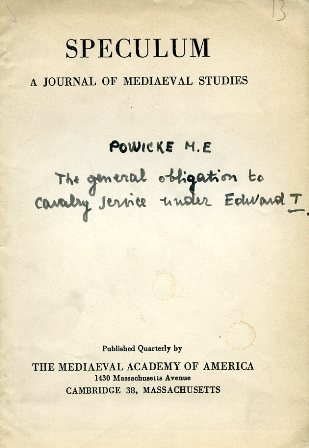 13
SPECULUM
A JOURNAL OF MEDIAEVAL STUDIES
POWICKE M.E
The general obligation to
cavalry service under Edward I.
Published Quarterly by
THE MEDIAEVAL ACADEMY OF AMERICA
1430 Massachusetts Avenue
CAMBRIDGE 38, MASSACHUSETTS